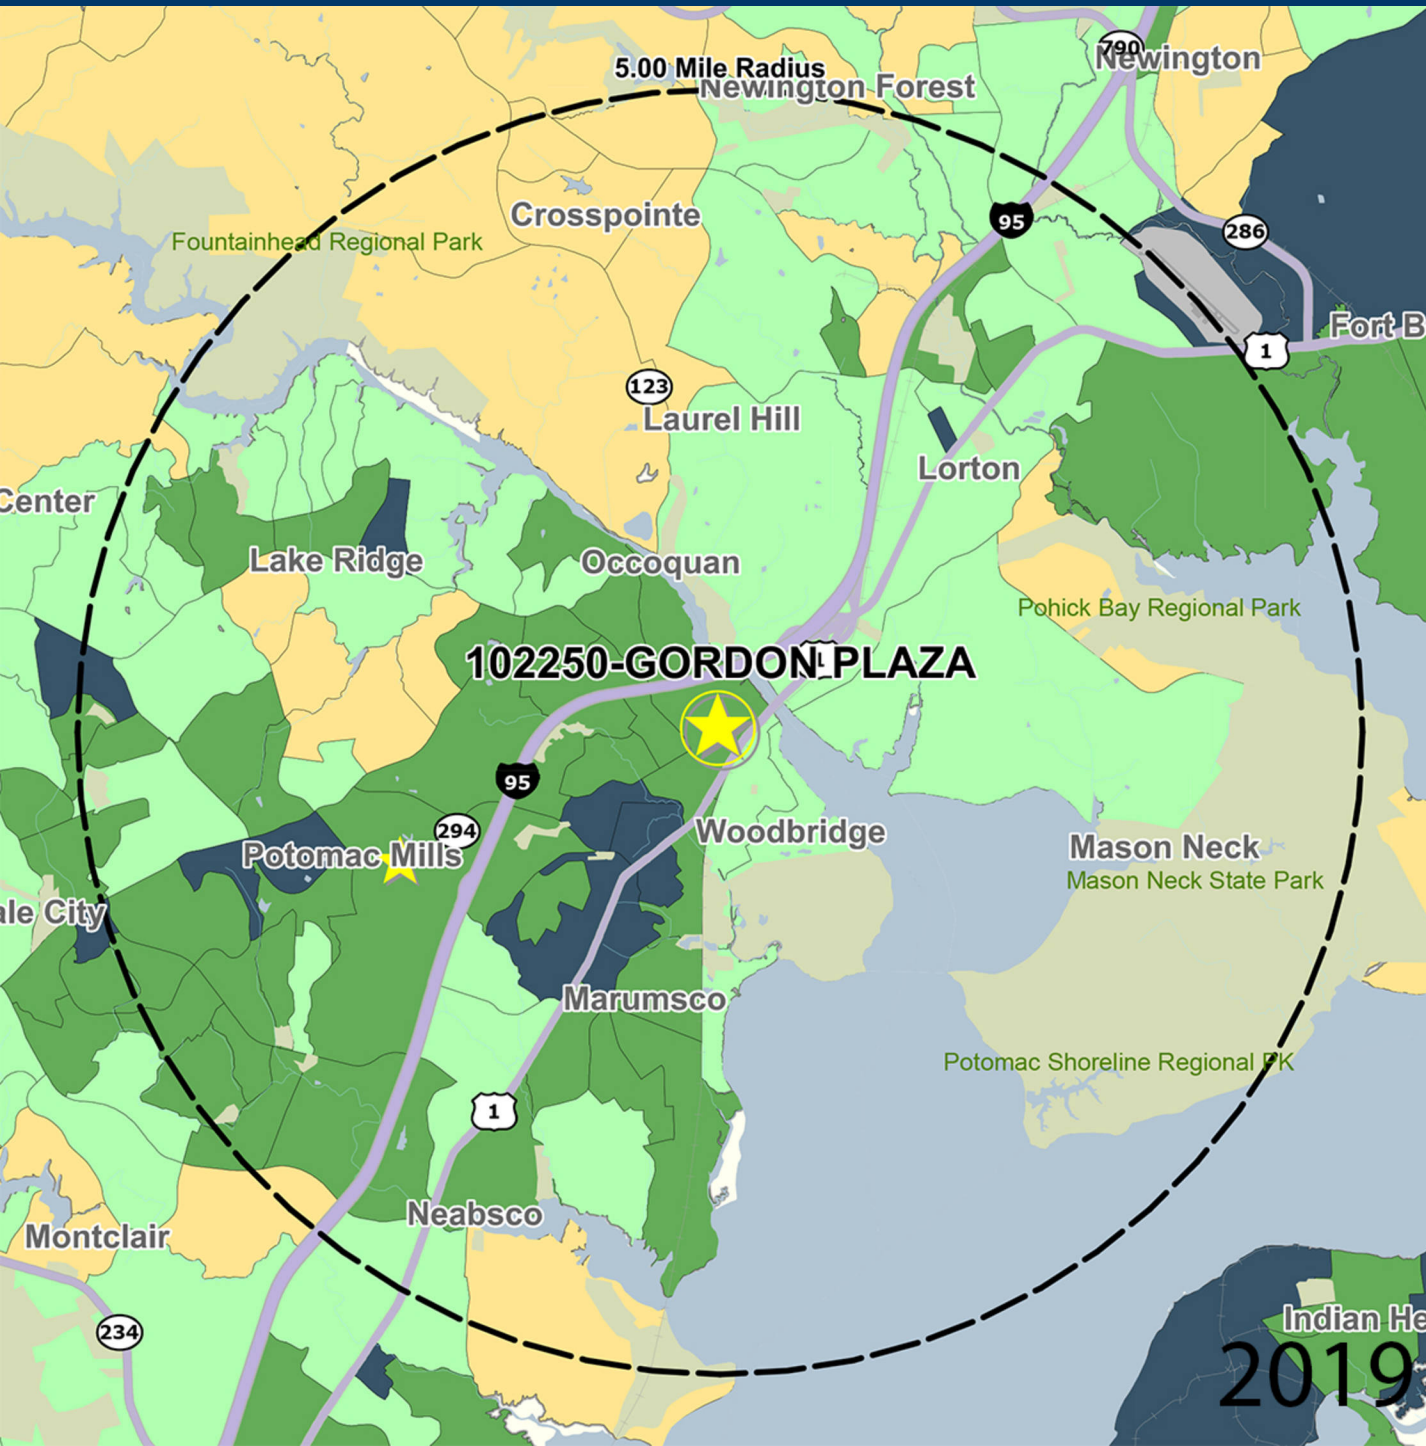 790
Newington
5.00 Mile Radius
Newington Forest
Crosspointe
95
286
Fountainhead Regional Park
Fort B
1
123
Laurel Hill
Lorton
Center
Lake Ridge
Occoquan
Pohick Bay Regional Park
102250-GORDON PLAZA
1
95
294
Woodbridge
Potomac Mills
Mason Neck
Mason Neck State Park
ale City
Marumsco
Potomac Shoreline Regional PK
1
Neabsco
Montclair
234
Indian He
2019